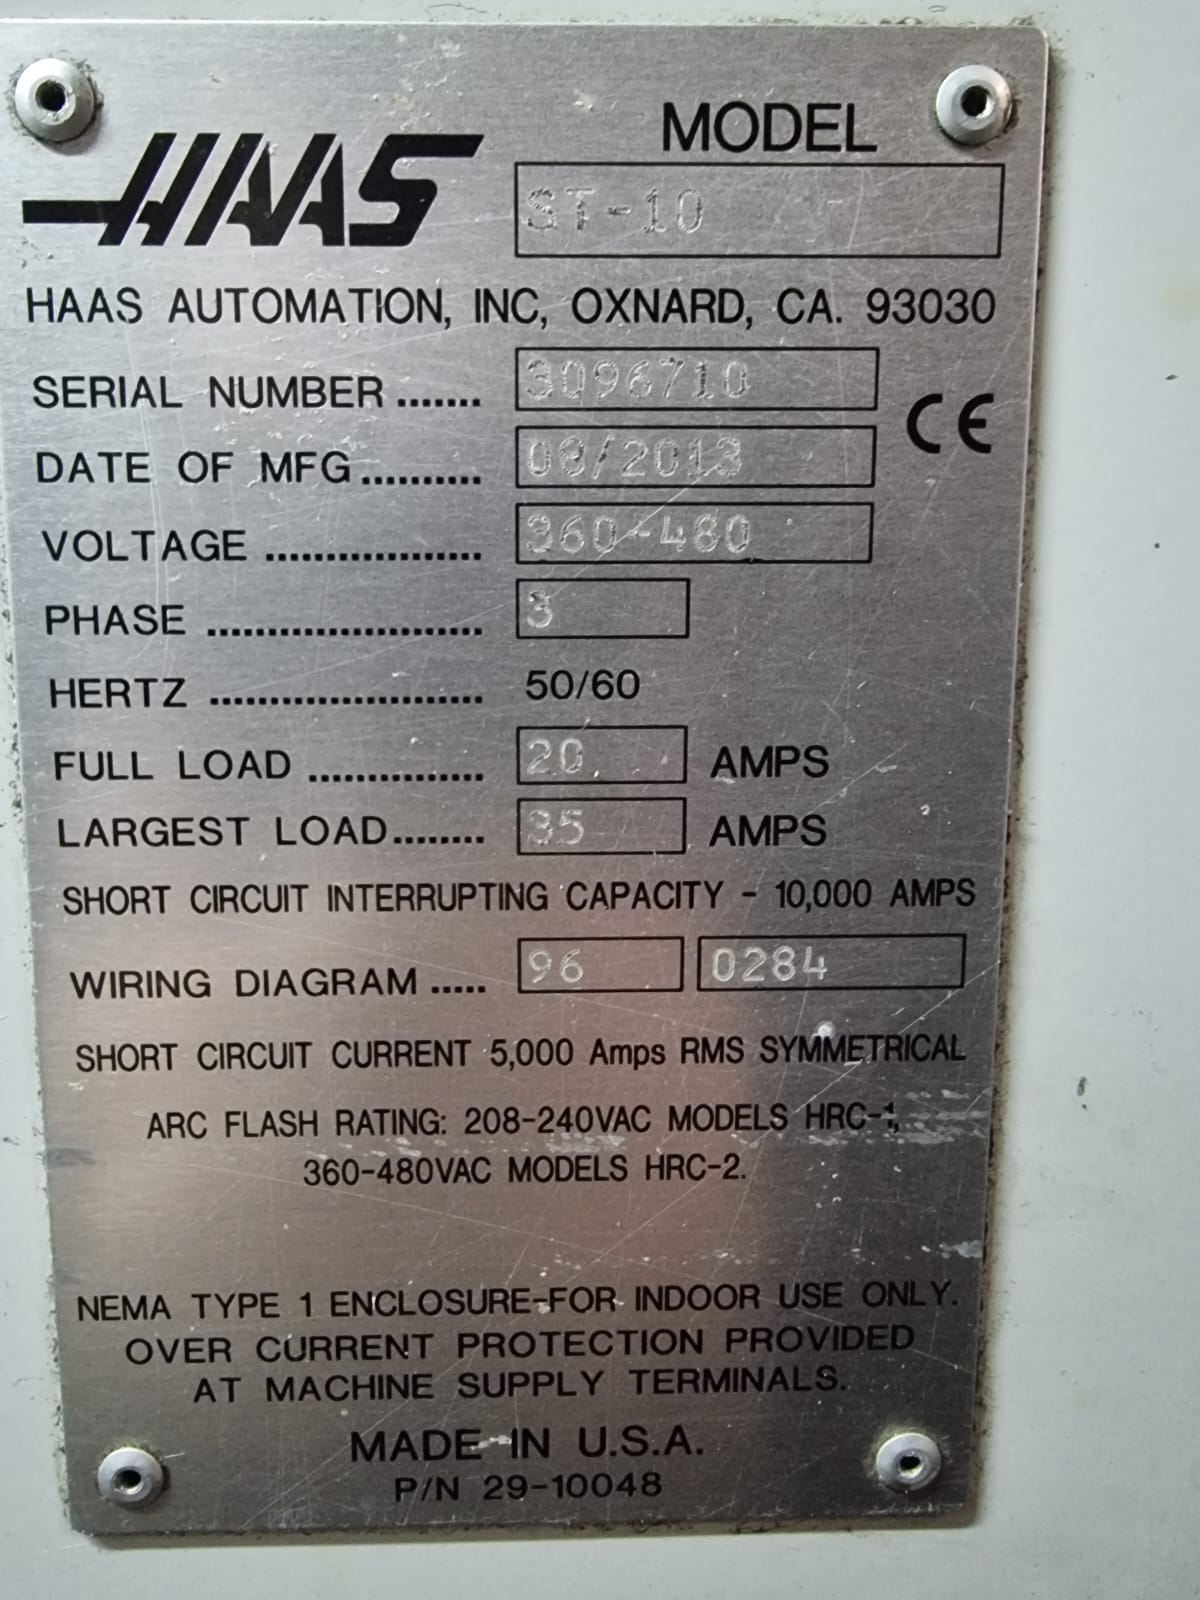 HAAS
MODEL
ST-10
HAAS AUTOMATION, INC, OXNARD, CA. 93030
SERIAL NUMBER ....... 3096710
CE
DATE OF MFG .......... 08/2013
VOLTAGE .................. 360-480
PHASE ....................... 3
HERTZ ....................... 50/60
FULL LOAD ............... 20 AMPS
LARGEST LOAD........ 35 AMPS
SHORT CIRCUIT INTERRUPTING CAPACITY - 10,000 AMPS
WIRING DIAGRAM ..... 96 0284
SHORT CIRCUIT CURRENT 5,000 Amps RMS SYMMETRICAL
ARC FLASH RATING: 208-240VAC MODELS HRC-1,
360-480VAC MODELS HRC-2.
NEMA TYPE 1 ENCLOSURE-FOR INDOOR USE ONLY.
OVER CURRENT PROTECTION PROVIDED
AT MACHINE SUPPLY TERMINALS.
MADE IN U.S.A.
P/N 29-10048